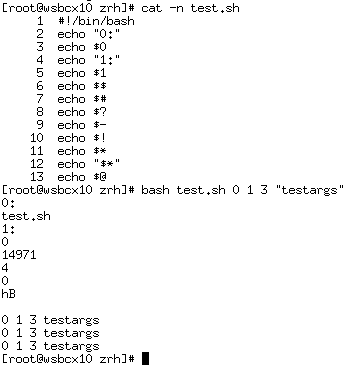 [root@wsbcx10 zrh]# cat -n test.sh
     1  #!/bin/bash
     2  echo "0:"
     3  echo $0
     4  echo "1:"
     5  echo $1
     6  echo $$
     7  echo $#
     8  echo $?
     9  echo $-
    10  echo $!
    11  echo $*
    12  echo "$*"
    13  echo $@
[root@wsbcx10 zrh]# bash test.sh 0 1 3 "testargs"
0:
test.sh
1:
0
14971
4
0
hB

0 1 3 testargs
0 1 3 testargs
0 1 3 testargs
[root@wsbcx10 zrh]#